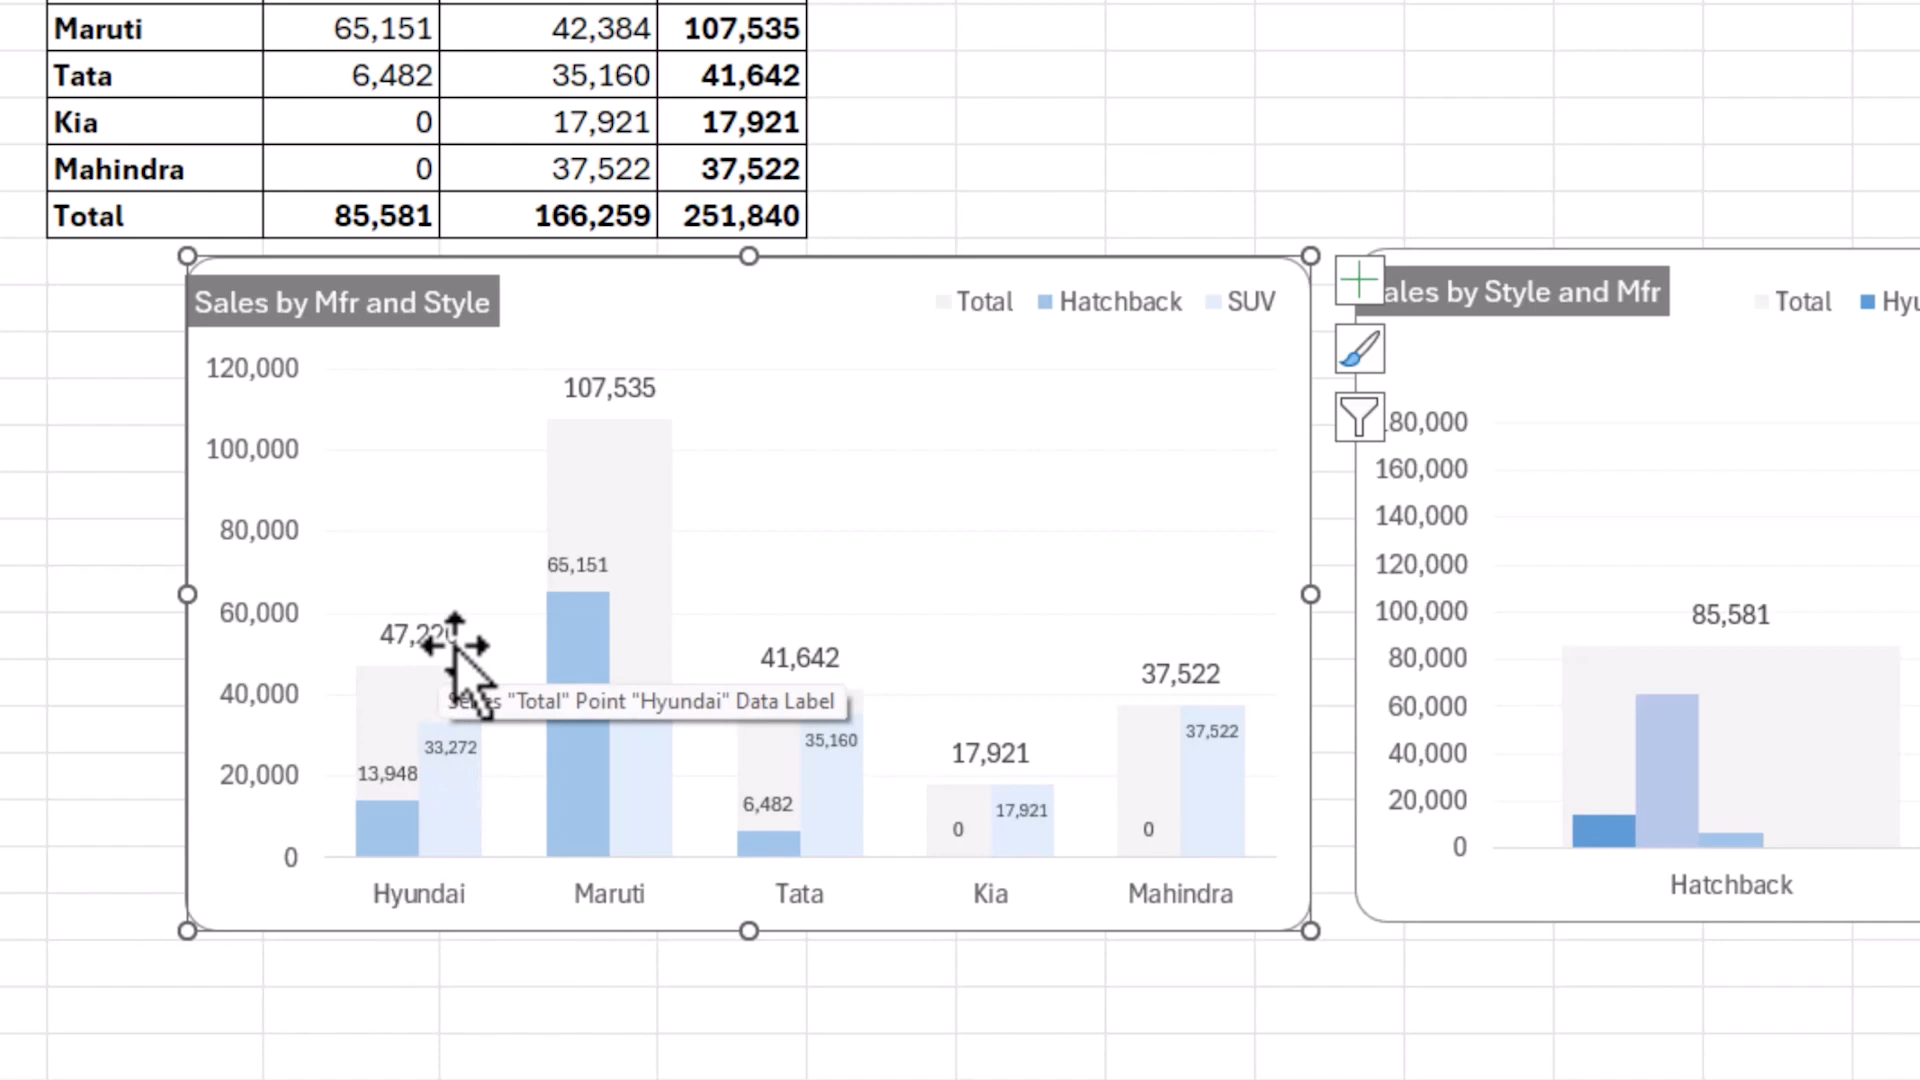 Maruti 65,151 42,384 107,535
Tata 6,482 35,160 41,642
Kia 0 17,921 17,921
Mahindra 0 37,522 37,522
Total 85,581 166,259 251,840
Sales by Mfr and Style
Total Hatchback SUV
120,000
100,000
80,000
60,000
40,000
20,000
0
107,535
65,151
41,642
37,522
"Total" Point "Hyundai" Data Label
33,272
13,948
35,160
6,482
17,921
0
17,921
0
37,522
Hyundai Maruti Tata Kia Mahindra
ales by Style and Mfr
Total Hyu
80,000
160,000
140,000
120,000
100,000
80,000
60,000
40,000
20,000
0
85,581
Hatchback